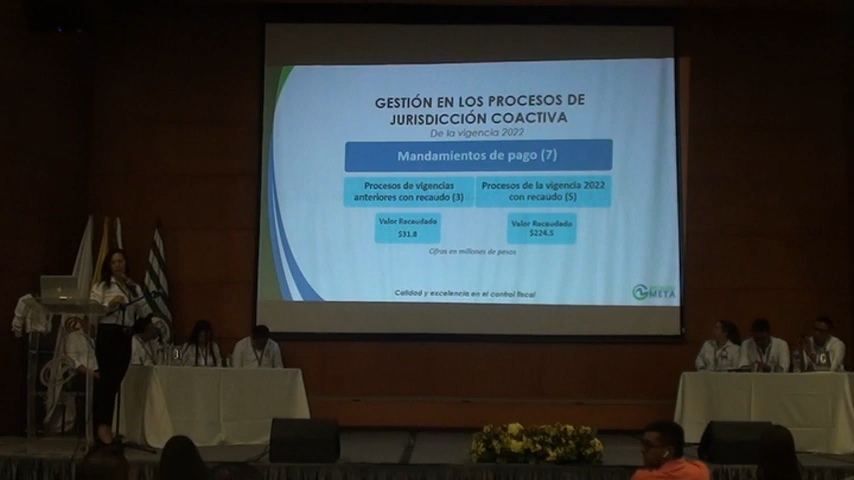 GESTIÓN EN LOS PROCESOS DE
JURISDICCIÓN COACTIVA
De la vigencia 2022
Mandamientos de pago (7)
Procesos de vigencias
anteriores con recaudo (3)
Procesos de la vigencia 2022
con recaudo (5)
Valor Recaudado
$31.8
Valor Recaudado
$224.5
Cifras en millones de pesos
Calidad y excelencia en el control fiscal
META